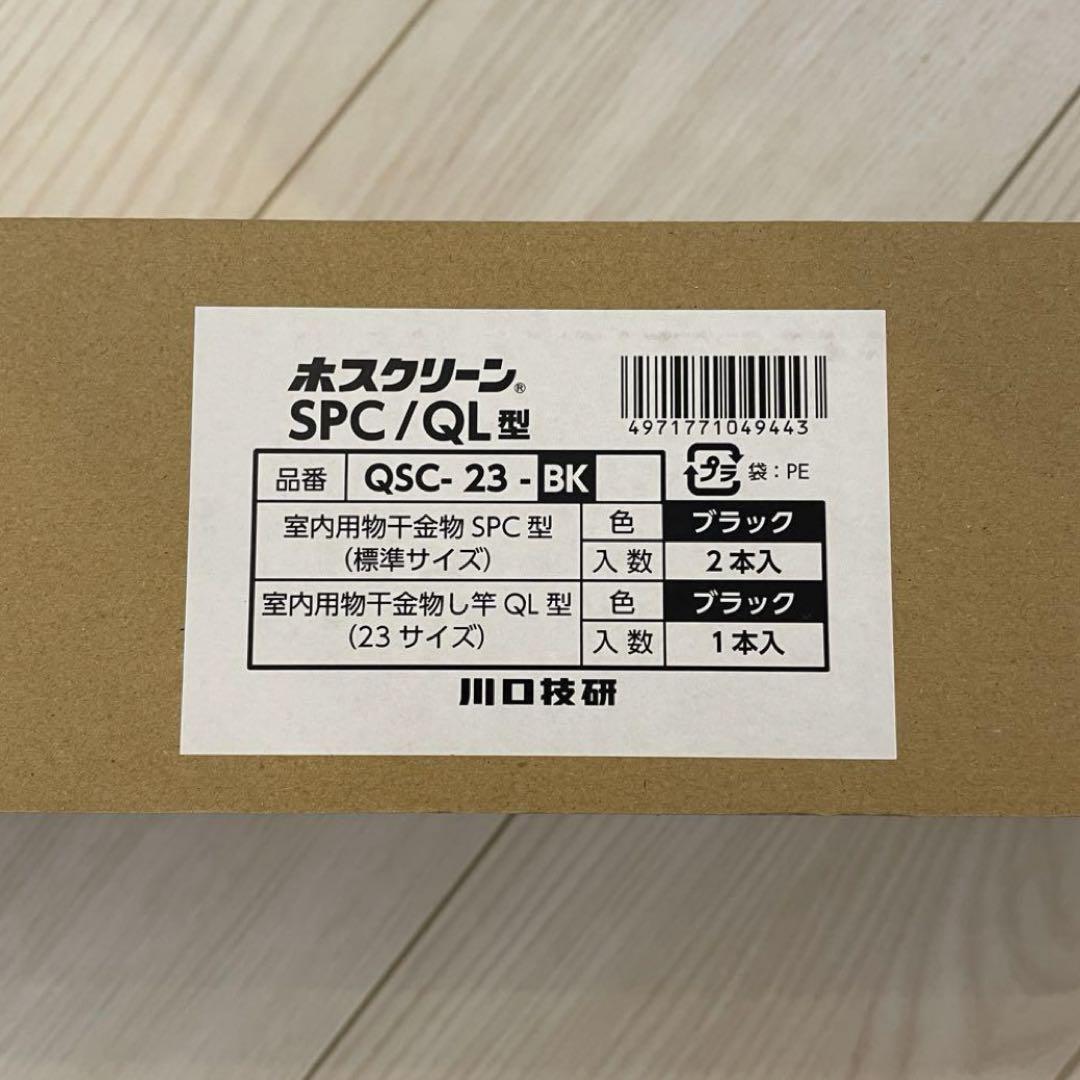 ホスクリーン®
SPC/QL型
4971771049443
プラ 袋：PE
品番 QSC-23-BK
室内用物干金物 SPC 型
（標準サイズ）
色 ブラック
入数 2本入
室内用物干金物し竿 QL 型
（23 サイズ）
色 ブラック
入数 1本入
川口技研